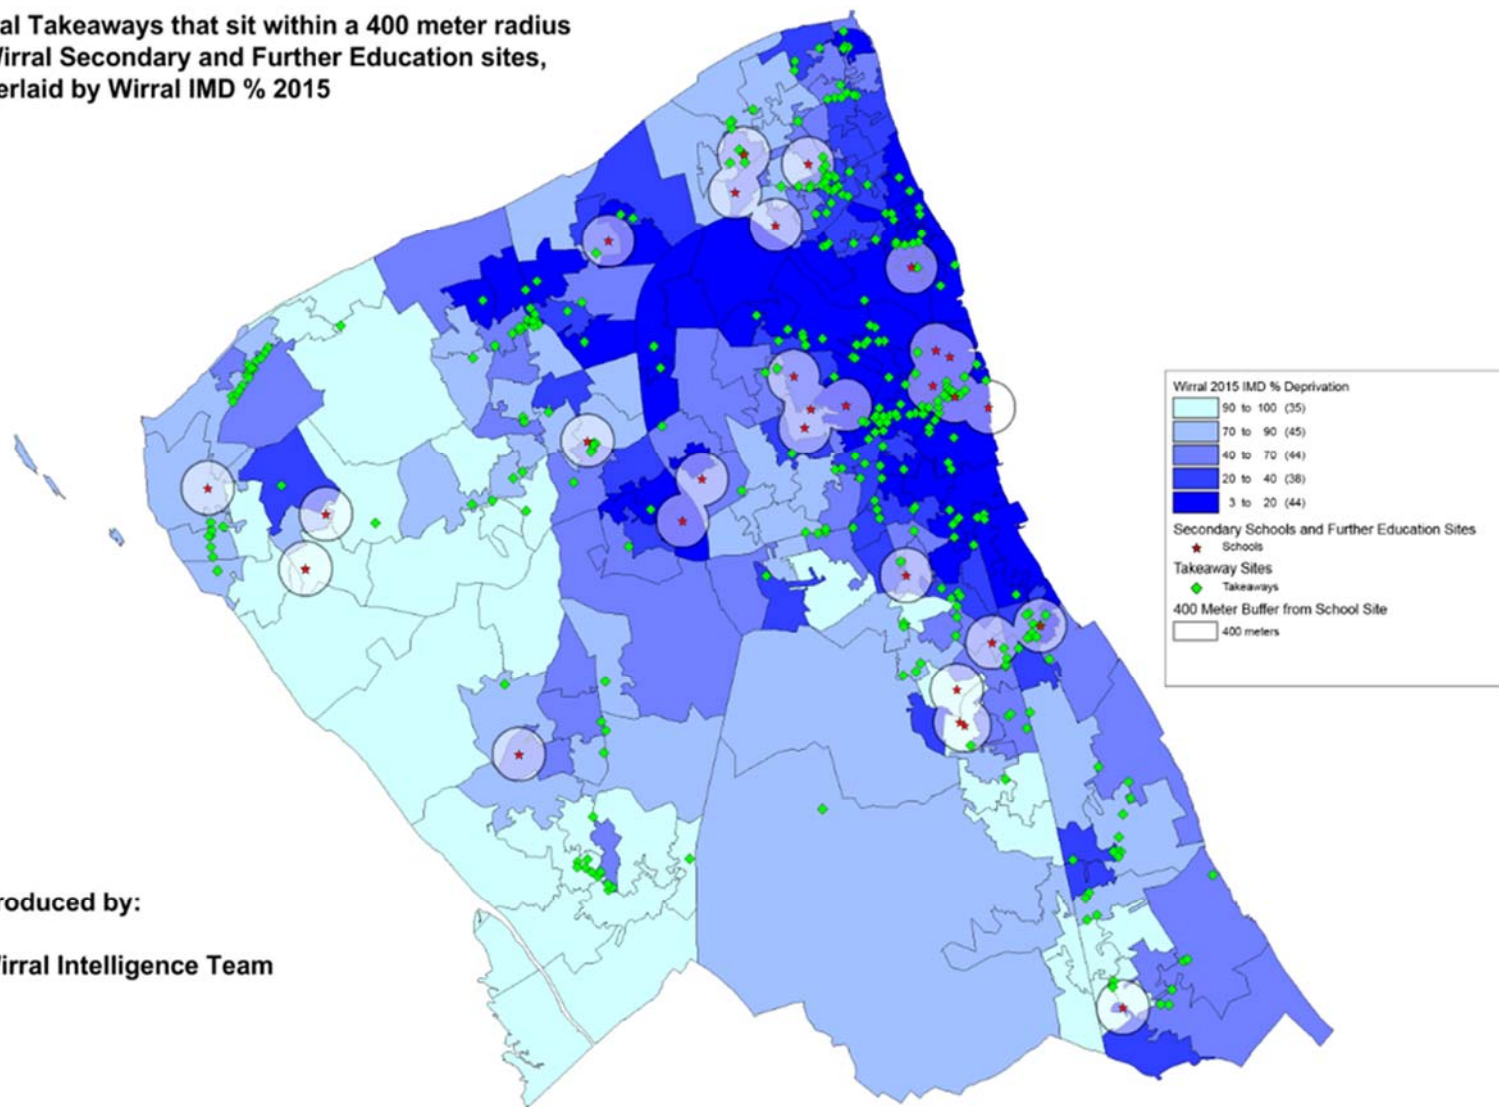 al Takeaways that sit within a 400 meter radius
Wirral Secondary and Further Education sites,
erlaid by Wirral IMD % 2015
Wirral 2015 IMD % Deprivation
90 to 100 (35)
70 to 90 (45)
40 to 70 (44)
20 to 40 (38)
3 to 20 (44)
Secondary Schools and Further Education Sites
Schools
Takeaway Sites
Takeaways
400 Meter Buffer from School Site
400 meters
roduced by:
Wirral Intelligence Team